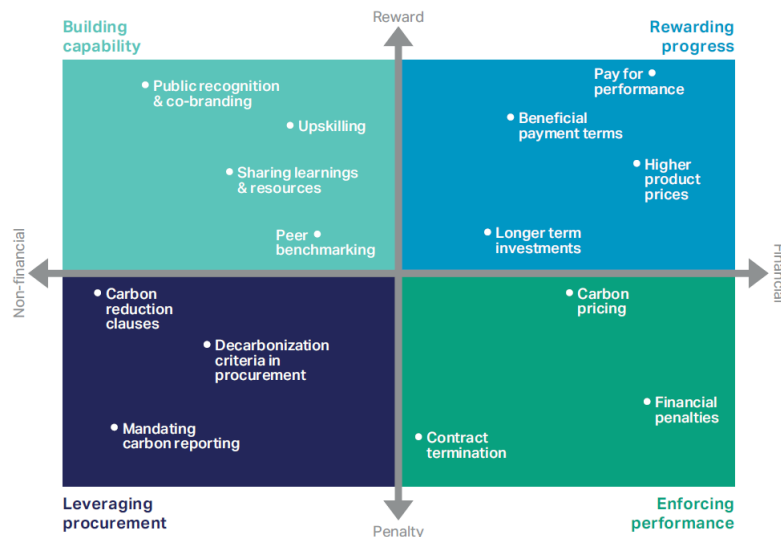 Building
capability
Reward
Rewarding
progress
Public recognition
& co-branding
Upskilling
Sharing learnings
& resources
Peer
benchmarking
Pay for
performance
Beneficial
payment terms
Higher
product
prices
Longer term
investments
Non-financial
Financial
Carbon
reduction
clauses
Decarbonization
criteria in
procurement
Mandating
carbon reporting
Carbon
pricing
Financial
penalties
Contract
termination
Leveraging
procurement
Penalty
Enforcing
performance